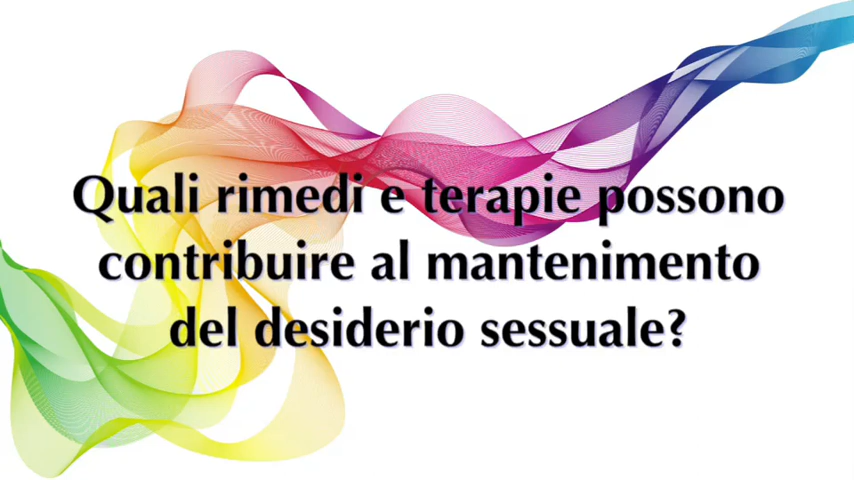 Quali rimedi e terapie possono
contribuire al mantenimento
del desiderio sessuale?